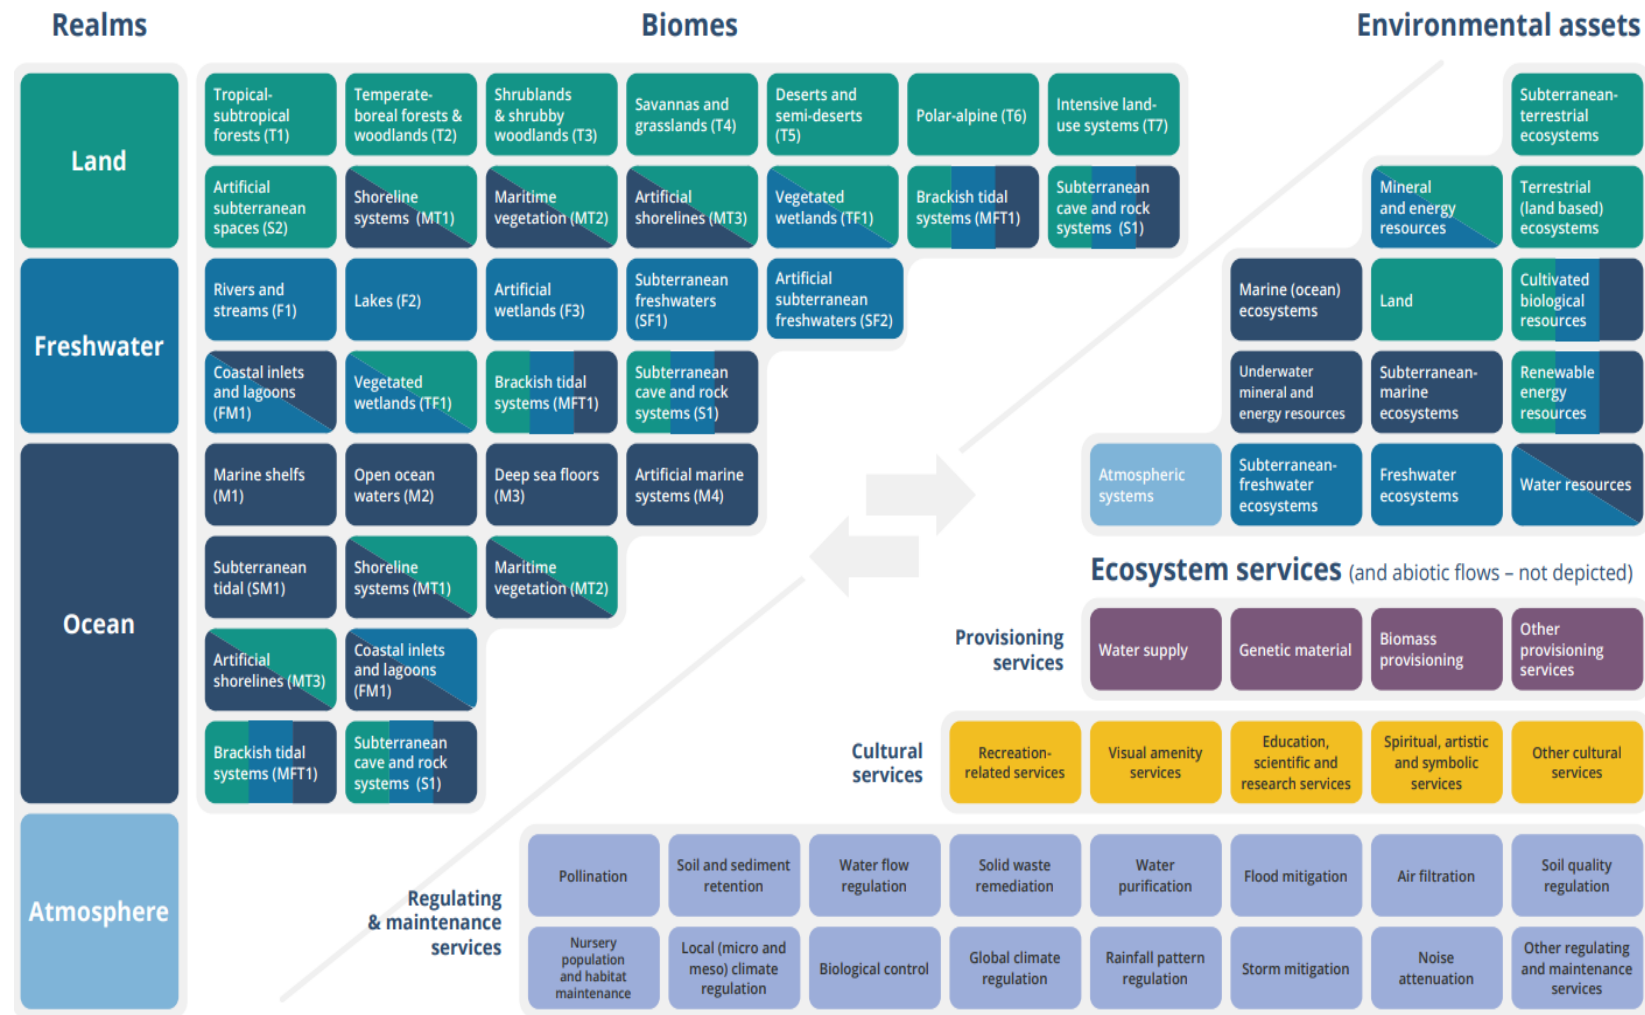 Realms
Biomes
Environmental assets
Land
Tropical-
subtropical
forests (T1)
Temperate-
boreal forests &
woodlands (T2)
Shrublands
& shrubby
woodlands (T3)
Savannas and
grasslands (T4)
Deserts and
semi-deserts
(T5)
Polar-alpine (T6)
Intensive land-
use systems (T7)
Artificial
subterranean
spaces (S2)
Shoreline
systems (MT1)
Maritime
vegetation (MT2)
Artificial
shorelines (MT3)
Vegetated
wetlands (TF1)
Brackish tidal
systems (MFT1)
Subterranean
cave and rock
systems (S1)
Freshwater
Rivers and
streams (F1)
Lakes (F2)
Artificial
wetlands (F3)
Subterranean
freshwaters
(SF1)
Artificial
subterranean
freshwaters (SF2)
Coastal inlets
and lagoons
(FM1)
Vegetated
wetlands (TF1)
Brackish tidal
systems (MFT1)
Subterranean
cave and rock
systems (S1)
Ocean
Marine shelfs
(M1)
Open ocean
waters (M2)
Deep sea floors
(M3)
Artificial marine
systems (M4)
Subterranean
tidal (SM1)
Shoreline
systems (MT1)
Maritime
vegetation (MT2)
Artificial
shorelines (MT3)
Coastal inlets
and lagoons
(FM1)
Brackish tidal
systems (MFT1)
Subterranean
cave and rock
systems (S1)
Atmosphere
Subterranean-
terrestrial
ecosystems
Mineral
and energy
resources
Terrestrial
(land based)
ecosystems
Marine (ocean)
ecosystems
Land
Cultivated
biological
resources
Underwater
mineral and
energy resources
Subterranean-
marine
ecosystems
Renewable
energy
resources
Atmospheric
systems
Subterranean-
freshwater
ecosystems
Freshwater
ecosystems
Water resources
Ecosystem services (and abiotic flows – not depicted)
Provisioning
services
Water supply
Genetic material
Biomass
provisioning
Other
provisioning
services
Cultural
services
Recreation-
related services
Visual amenity
services
Education,
scientific and
research services
Spiritual, artistic
and symbolic
services
Other cultural
services
Regulating
& maintenance
services
Pollination
Soil and sediment
retention
Water flow
regulation
Solid waste
remediation
Water
purification
Flood mitigation
Air filtration
Soil quality
regulation
Nursery
population
and habitat
maintenance
Local (micro and
meso) climate
regulation
Biological control
Global climate
regulation
Rainfall pattern
regulation
Storm mitigation
Noise
attenuation
Other regulating
and maintenance
services